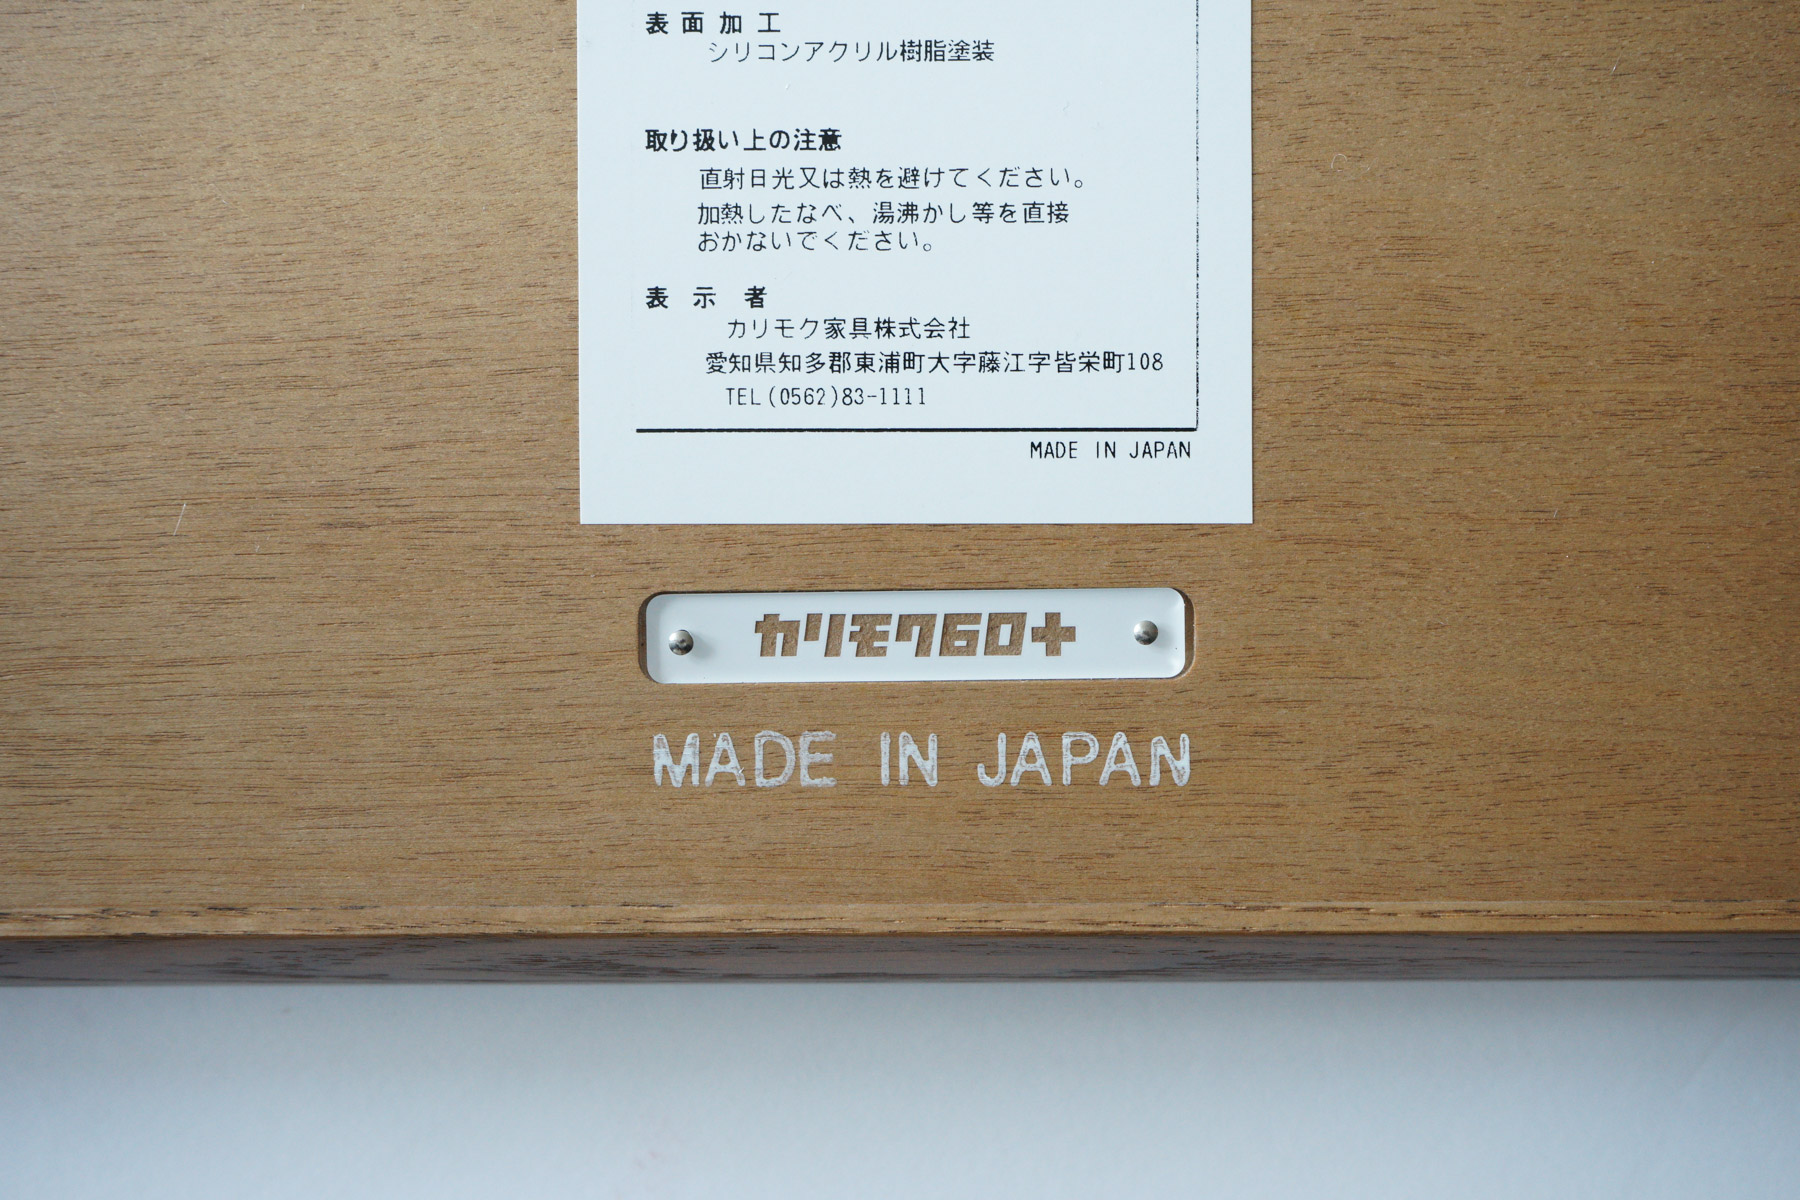 表面加工
シリコンアクリル樹脂塗装
取り扱い上の注意
直射日光又は熱を避けてください。
加熱したなべ、湯沸かし等を直接
おかないでください。
表示者
カリモク家具株式会社
愛知県知多郡東浦町大字藤江字皆栄町108
TEL(0562)83-1111
MADE IN JAPAN
カリモク60+
MADE IN JAPAN